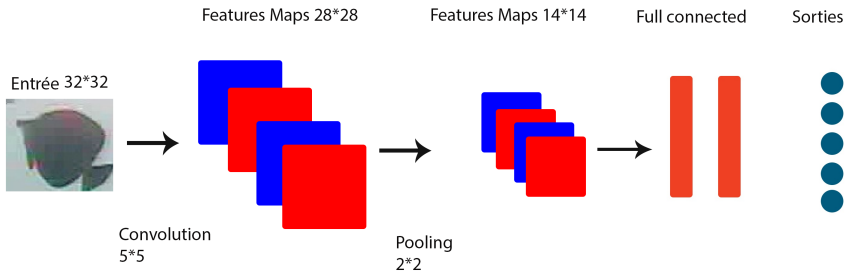 Features Maps 28*28
Features Maps 14*14
Full connected
Sorties
Entrée 32*32
Convolution
5*5
Pooling
2*2